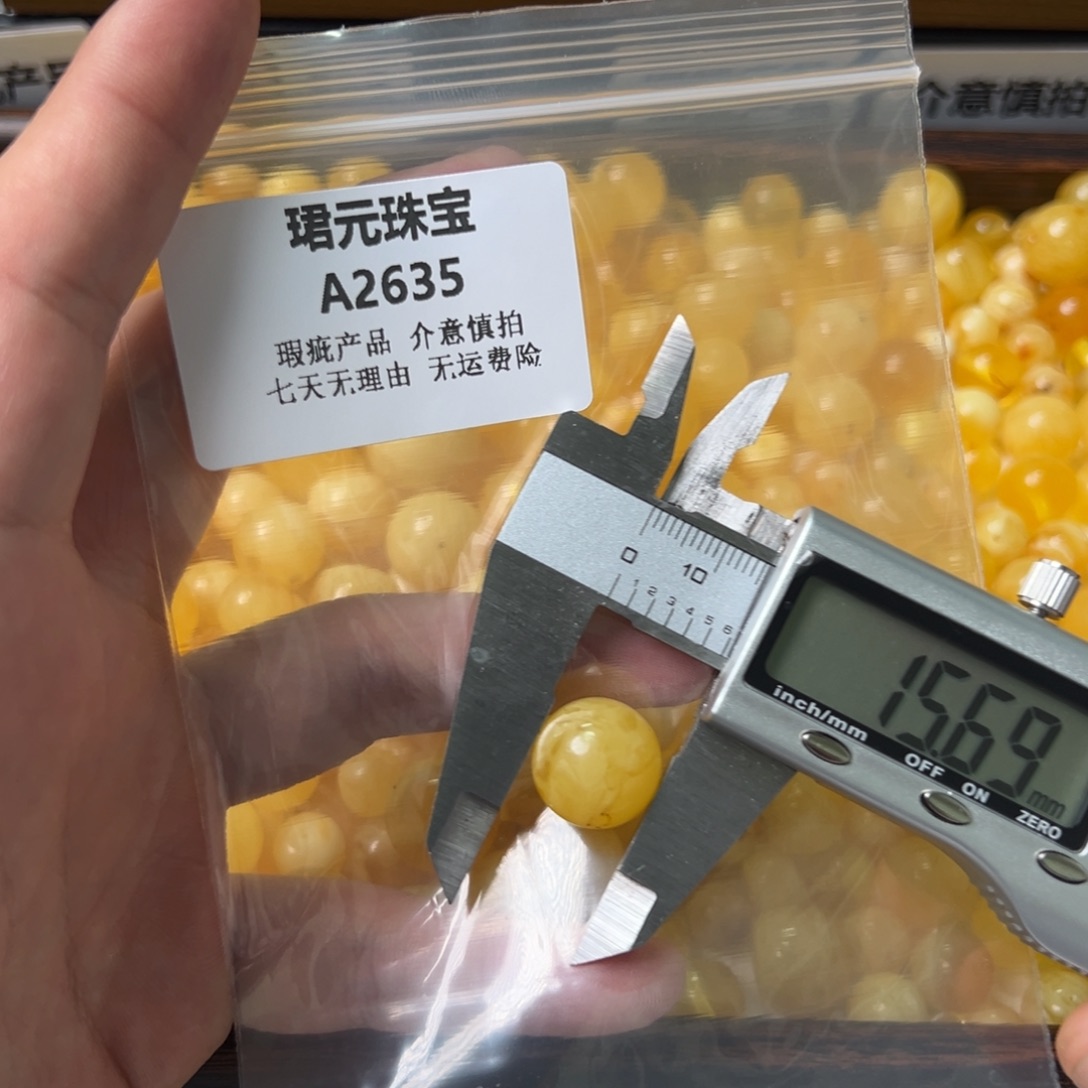 介意慎拍
珺元珠宝
A2635
瑕疵产品 介意慎拍
七天无理由 无运费险
0 10
1 2 3 4 5 6
15.69 mm
inch/mm
OFF
ON
ZERO